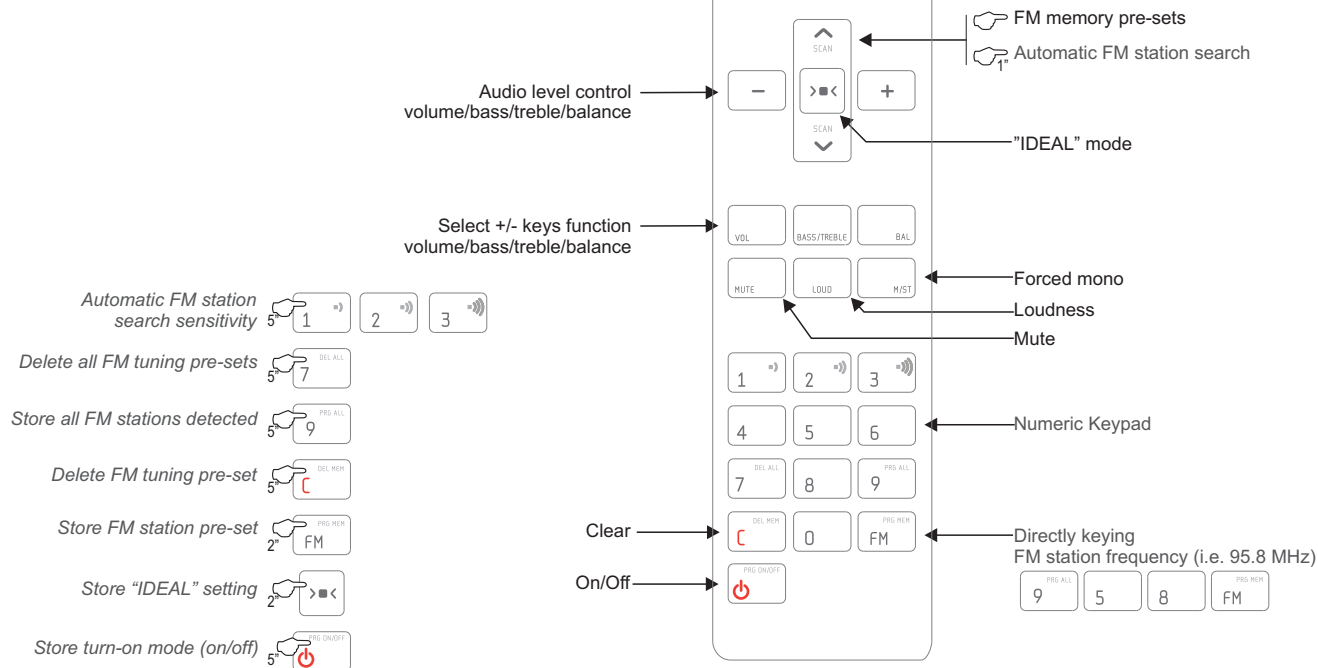 FM memory pre-sets
1”
Automatic FM station search
SCAN
Audio level control
volume/bass/treble/balance
−
>■<
+
SCAN
"IDEAL" mode
Select +/- keys function
volume/bass/treble/balance
VOL
BASS/TREBLE
BAL
MUTE
LOUD
M/ST
Forced mono
Loudness
Mute
Automatic FM station
search sensitivity
5”
1
2
3
Delete all FM tuning pre-sets
5”
DEL ALL
7
Store all FM stations detected
5”
PRG ALL
9
Delete FM tuning pre-set
5”
DEL MEM
C
Store FM station pre-set
2”
PRG MEM
FM
Store “IDEAL” setting
2”
>■<
Store turn-on mode (on/off)
5”
PRG ON/OFF
1
2
3
4
5
6
Numeric Keypad
DEL ALL
7
8
PRG ALL
9
Clear
DEL MEM
C
0
PRG MEM
FM
On/Off
PRG ON/OFF
Directly keying
FM station frequency (i.e. 95.8 MHz)
PRG ALL
9
5
8
PRG MEM
FM